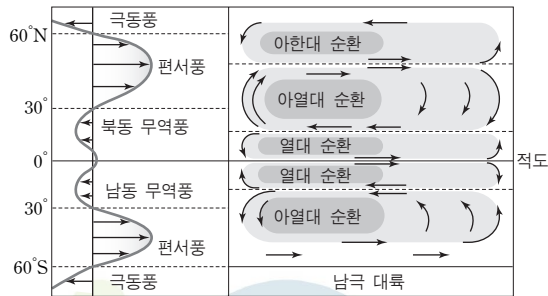 극동풍
60°N
편서풍
30°
북동 무역풍
0°
남동 무역풍
30°
편서풍
60°S
극동풍
아한대 순환
아열대 순환
열대 순환
열대 순환
아열대 순환
남극 대륙
적도